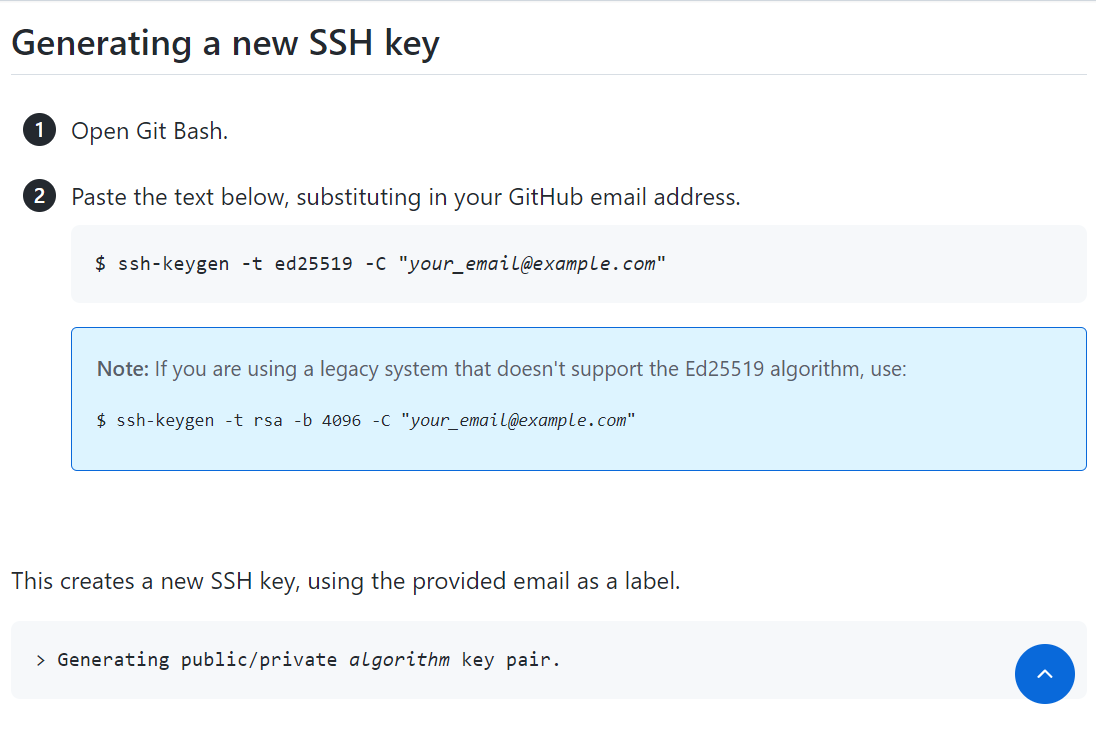 Generating a new SSH key
1 Open Git Bash.
2 Paste the text below, substituting in your GitHub email address.
$ ssh-keygen -t ed25519 -C "your_email@example.com"
Note: If you are using a legacy system that doesn't support the Ed25519 algorithm, use:
$ ssh-keygen -t rsa -b 4096 -C "your_email@example.com"
This creates a new SSH key, using the provided email as a label.
> Generating public/private algorithm key pair.